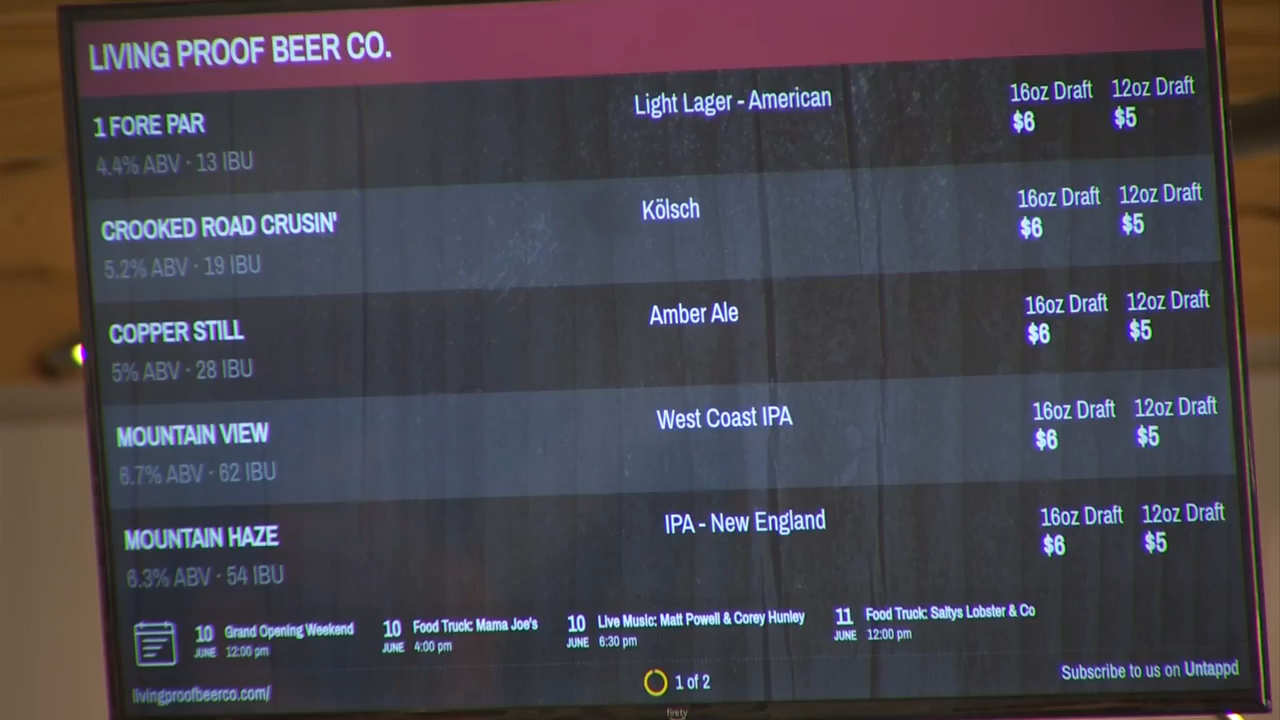 LIVING PROOF BEER CO.
1 FORE PAR
4.4% ABV · 13 IBU
Light Lager - American
16oz Draft 12oz Draft
$6 $5
CROOKED ROAD CRUSIN'
5.2% ABV · 19 IBU
Kölsch
16oz Draft 12oz Draft
$6 $5
COPPER STILL
5% ABV · 28 IBU
Amber Ale
16oz Draft 12oz Draft
$6 $5
MOUNTAIN VIEW
6.7% ABV · 62 IBU
West Coast IPA
16oz Draft 12oz Draft
$6 $5
MOUNTAIN HAZE
6.3% ABV · 54 IBU
IPA - New England
16oz Draft 12oz Draft
$6 $5
10 JUNE Grand Opening Weekend
12:00 pm
10 JUNE Food Truck: Mama Joe's
4:00 pm
10 JUNE Live Music: Matt Powell & Corey Hunley
6:30 pm
11 JUNE Food Truck: Saltys Lobster & Co
12:00 pm
livingproofbeerco.com/
1 of 2
Subscribe to us on Untappd
firetv